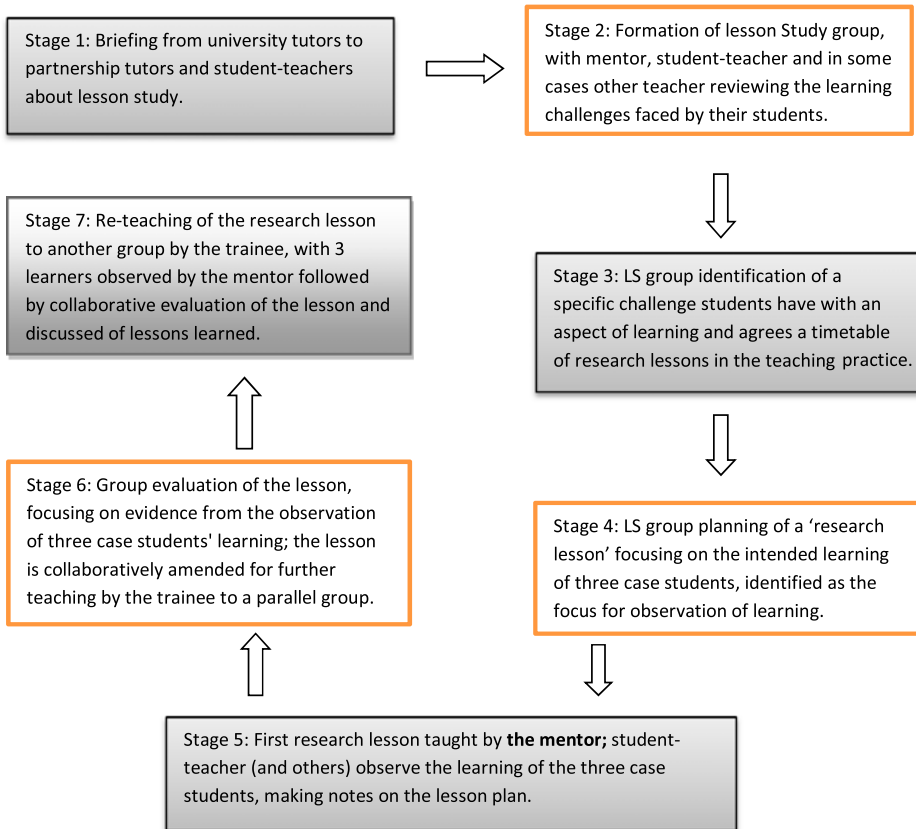 Stage 1: Briefing from university tutors to
partnership tutors and student-teachers
about lesson study.
Stage 2: Formation of lesson Study group,
with mentor, student-teacher and in some
cases other teacher reviewing the learning
challenges faced by their students.
Stage 3: LS group identification of a
specific challenge students have with an
aspect of learning and agrees a timetable
of research lessons in the teaching practice.
Stage 4: LS group planning of a ‘research
lesson’ focusing on the intended learning
of three case students, identified as the
focus for observation of learning.
Stage 5: First research lesson taught by the mentor; student-
teacher (and others) observe the learning of the three case
students, making notes on the lesson plan.
Stage 6: Group evaluation of the lesson,
focusing on evidence from the observation
of three case students' learning; the lesson
is collaboratively amended for further
teaching by the trainee to a parallel group.
Stage 7: Re-teaching of the research lesson
to another group by the trainee, with 3
learners observed by the mentor followed
by collaborative evaluation of the lesson and
discussed of lessons learned.